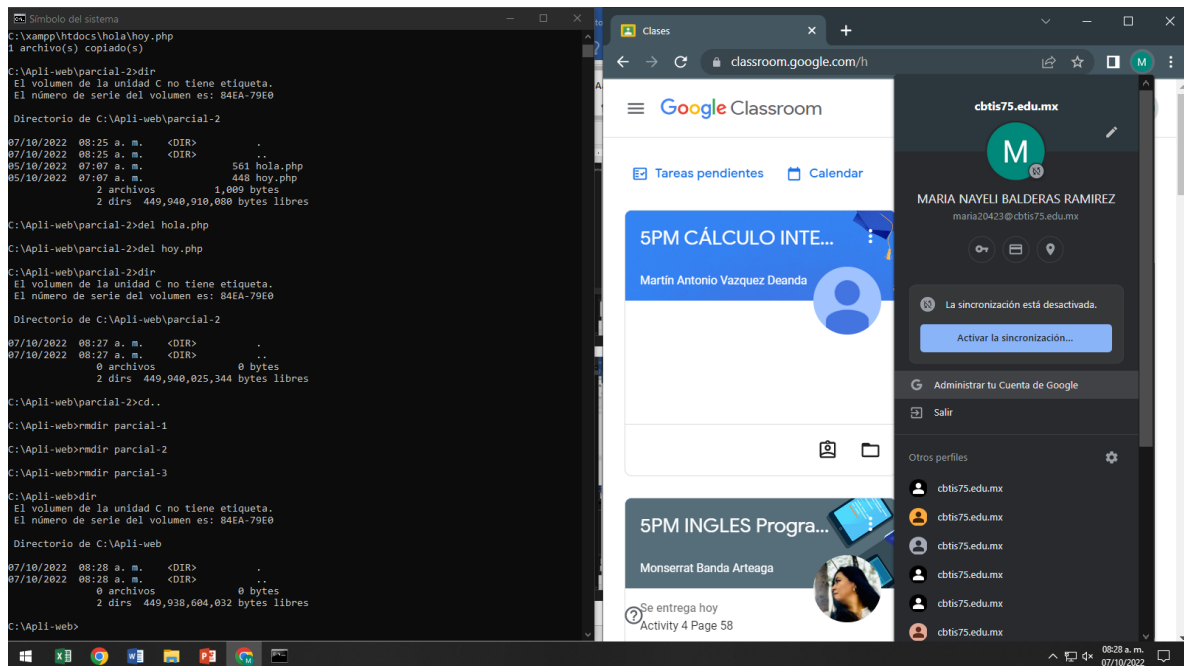 Símbolo del sistema
C:\xampp\htdocs\hola\hoy.php
1 archivo(s) copiado(s)
C:\Apli-web\parcial-2>dir
El volumen de la unidad C no tiene etiqueta.
El número de serie del volumen es: 84EA-79E0
Directorio de C:\Apli-web\parcial-2
07/10/2022 08:25 a. m. <DIR> .
07/10/2022 08:25 a. m. <DIR> ..
05/10/2022 07:07 a. m. 561 hola.php
05/10/2022 07:07 a. m. 448 hoy.php
2 archivos 1,009 bytes
2 dirs 449,940,910,080 bytes libres
C:\Apli-web\parcial-2>del hola.php
C:\Apli-web\parcial-2>del hoy.php
C:\Apli-web\parcial-2>dir
El volumen de la unidad C no tiene etiqueta.
El número de serie del volumen es: 84EA-79E0
Directorio de C:\Apli-web\parcial-2
07/10/2022 08:27 a. m. <DIR> .
07/10/2022 08:27 a. m. <DIR> ..
0 archivos 0 bytes
2 dirs 449,940,025,344 bytes libres
C:\Apli-web\parcial-2>cd..
C:\Apli-web>rmdir parcial-1
C:\Apli-web>rmdir parcial-2
C:\Apli-web>rmdir parcial-3
C:\Apli-web>dir
El volumen de la unidad C no tiene etiqueta.
El número de serie del volumen es: 84EA-79E0
Directorio de C:\Apli-web
07/10/2022 08:28 a. m. <DIR> .
07/10/2022 08:28 a. m. <DIR> ..
0 archivos 0 bytes
2 dirs 449,938,604,032 bytes libres
C:\Apli-web>
Clases
classroom.google.com/h
M
Google Classroom
Tareas pendientes Calendar
5PM CÁLCULO INTE...
Martín Antonio Vazquez Deanda
5PM INGLES Progra...
Monserrat Banda Arteaga
Se entrega hoy
Activity 4 Page 58
cbtis75.edu.mx
M
MARIA NAYELI BALDERAS RAMIREZ
maria20423@cbtis75.edu.mx
La sincronización está desactivada.
Activar la sincronización...
Administrar tu Cuenta de Google
Salir
Otros perfiles
cbtis75.edu.mx
cbtis75.edu.mx
cbtis75.edu.mx
cbtis75.edu.mx
cbtis75.edu.mx
cbtis75.edu.mx
08:28 a. m.
07/10/2022